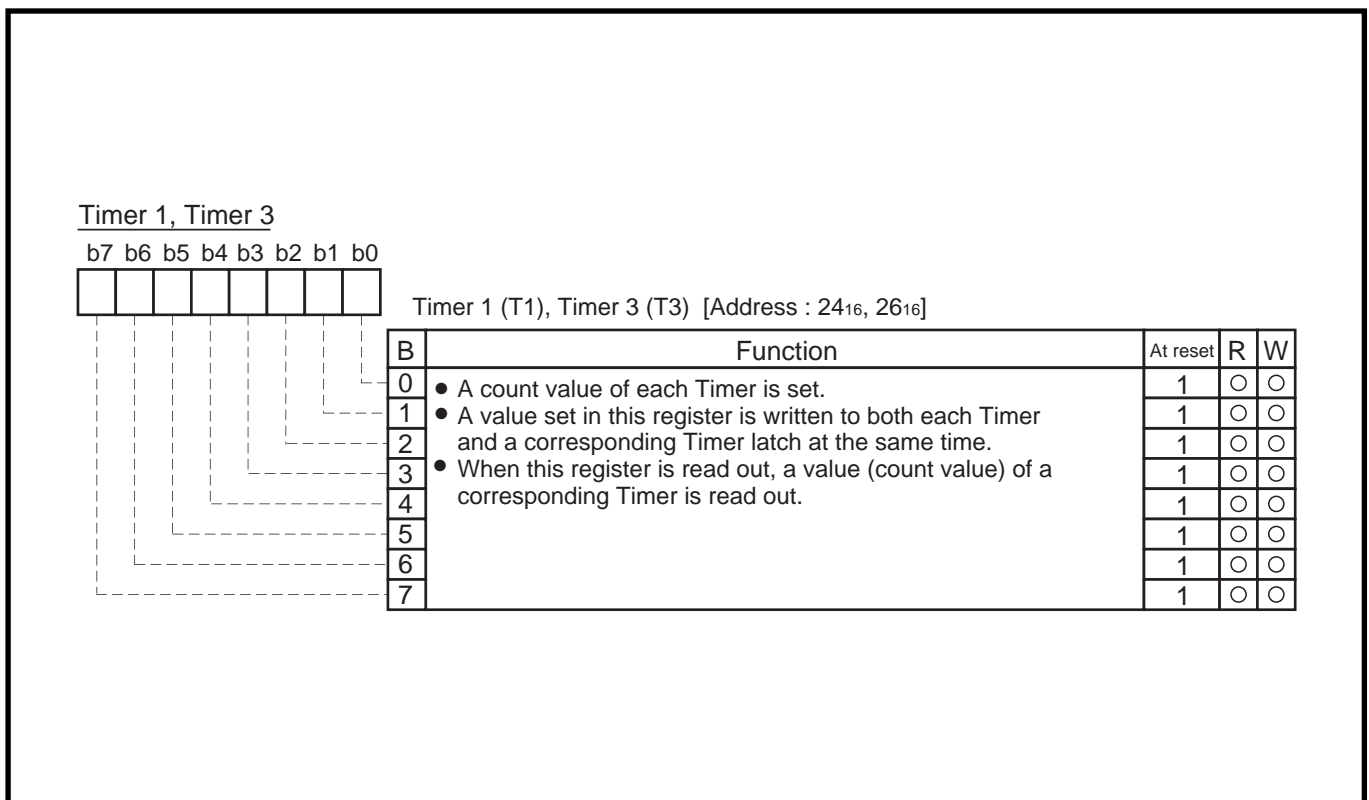 Timer 1, Timer 3
b7 b6 b5 b4 b3 b2 b1 b0
Timer 1 (T1), Timer 3 (T3) [Address : 24₁₆, 26₁₆]
B Function At reset R W
0 ● A count value of each Timer is set. 1 ○ ○
1 ● A value set in this register is written to both each Timer 1 ○ ○
2 and a corresponding Timer latch at the same time. 1 ○ ○
3 ● When this register is read out, a value (count value) of a 1 ○ ○
4 corresponding Timer is read out. 1 ○ ○
5 1 ○ ○
6 1 ○ ○
7 1 ○ ○